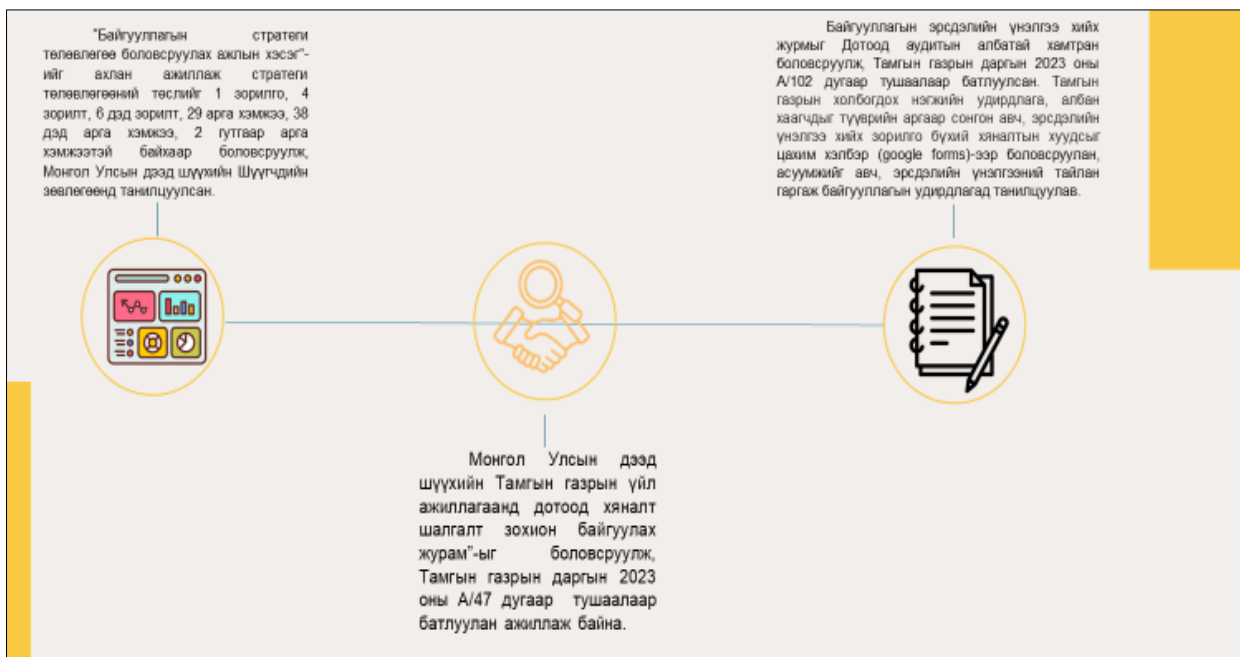 "Байгууллагын стратеги
төлөвлөгөө боловсруулах ажлын хэсэг"-
ийг ахлан ажиллаж стратеги
төлөвлөгөөний төслийг 1 зорилго, 4
зорилт, 6 дэд зорилт, 29 арга хэмжээ, 38
дэд арга хэмжээ, 2 гутгаар арга
хэмжээтэй байхаар боловсруулж,
Монгол Улсын дээд шүүхийн Шүүгчдийн
зөвлөгөөнд танилцуулсан.
Монгол Улсын дээд
шүүхийн Тамгын газрын үйл
ажиллагаанд дотоод хяналт
шалгалт зохион байгуулах
журам"-ыг боловсруулж,
Тамгын газрын даргын 2023
оны А/47 дугаар тушаалаар
батлуулан ажиллаж байна.
Байгууллагын эрсдэлийн үнэлгээ хийх
журмыг Дотоод аудитын албатай хамтран
боловсруулж, Тамгын газрын даргын 2023 оны
А/102 дугаар тушаалаар батлуулсан. Тамгын
газрын холбогдох нэгжийн удирдлага, албан
хаагчдыг түүврийн аргаар сонгон авч, эрсдэлийн
үнэлгээ хийх зорилго бүхий хяналтын хуудсыг
цахим хэлбэр (google forms)-ээр боловсруулан,
асуумжийг авч, эрсдэлийн үнэлгээний тайлан
гаргаж байгууллагын удирдлагад танилцуулав.